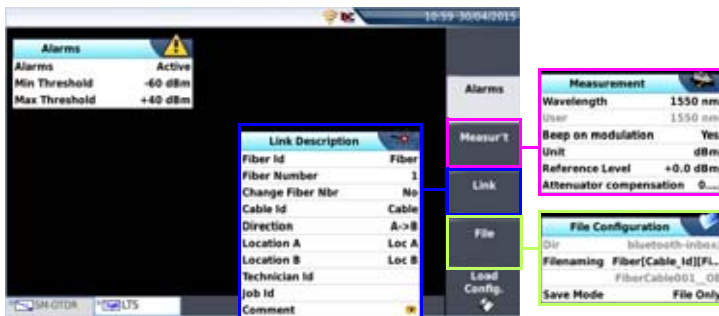 10:59 30/04/2015
Alarms
Alarms Active
Min Threshold -60 dBm
Max Threshold +40 dBm
Alarms
Measur't
Link
File
Load
Config.
Link Description
Fiber Id Fiber
Fiber Number 1
Change Fiber Nbr No
Cable Id Cable
Direction A->B
Location A Loc A
Location B Loc B
Technician Id
Job Id
Comment
Measurement
Wavelength 1550 nm
User 1550 nm
Beep on modulation Yes
Unit dBm
Reference Level +0.0 dBm
Attenuator compensation 0....
File Configuration
Dir bluetooth-inbox/
Filenaming Fiber[Cable_Id][Fi..
FiberCable001__OE
Save Mode File Only
SM-OTDR
LTS